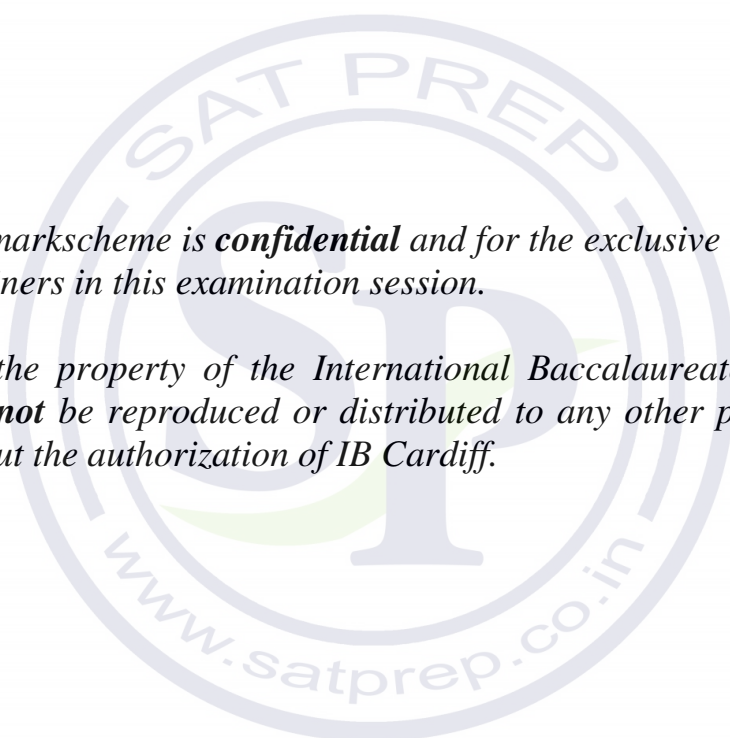 SAT PREP
markscheme is confidential and for the exclusive
ners in this examination session.
the property of the International Baccalaureat
not be reproduced or distributed to any other p
ut the authorization of IB Cardiff.
SP
www.satprep.co.in